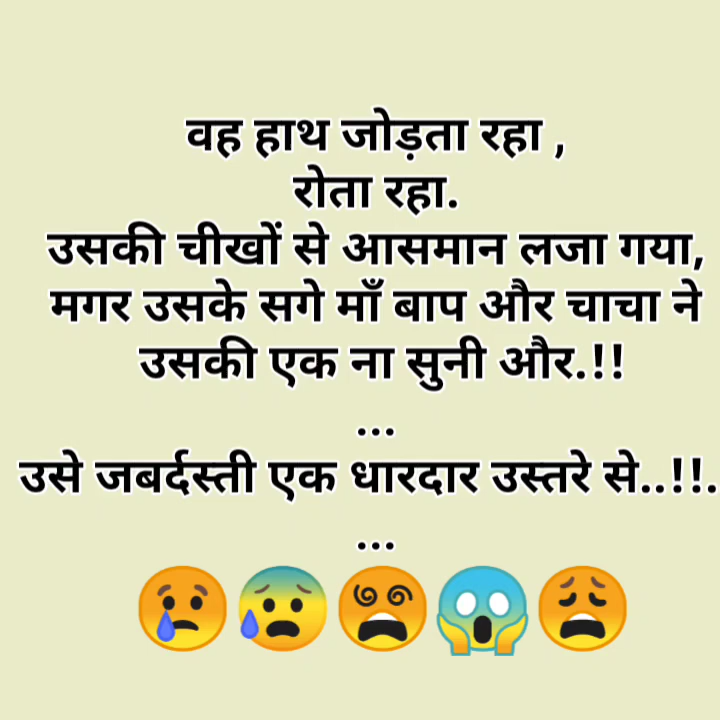 वह हाथ जोड़ता रहा ,
रोता रहा.
उसकी चीखों से आसमान लजा गया,
मगर उसके सगे माँ बाप और चाचा ने
उसकी एक ना सुनी और.!!
...
उसे जबर्दस्ती एक धारदार उस्तरे से..!!.
...
😢😰😵‍💫😱😩